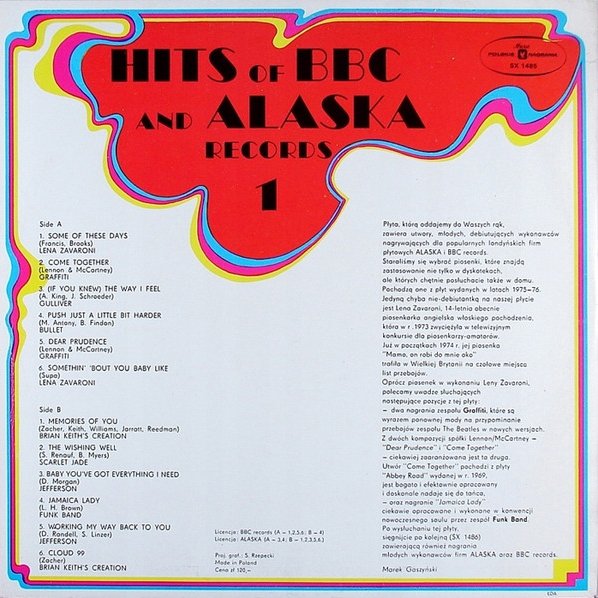 HITS OF BBC
AND ALASKA
RECORDS
1
Muza
POLSKIE NAGRANIA
SX 1485
Side A
1. SOME OF THESE DAYS
(Francis, Brooks)
LENA ZAVARONI
2. COME TOGETHER
(Lennon & McCartney)
GRAFFITI
3. (IF YOU KNEW) THE WAY I FEEL
(A. King, J. Schroeder)
GULLIVER
4. PUSH JUST A LITTLE BIT HARDER
(M. Antony, B. Findon)
BULLET
5. DEAR PRUDENCE
(Lennon & McCartney)
GRAFFITI
6. SOMETHIN' 'BOUT YOU BABY LIKE
(Supa)
LENA ZAVARONI
Side B
1. MEMORIES OF YOU
(Zacher, Keith, Williams, Jarratt, Reedman)
BRIAN KEITH'S CREATION
2. THE WISHING WELL
(S. Renauf, B. Myers)
SCARLET JADE
3. BABY YOU'VE GOT EVERYTHING I NEED
(D. Morgan)
JEFFERSON
4. JAMAICA LADY
(L. H. Brown)
FUNK BAND
5. WORKING MY WAY BACK TO YOU
(D. Randell, S. Linzer)
JEFFERSON
6. CLOUD 99
(Zacher)
BRIAN KEITH'S CREATION
Licencja: BBC records (A – 1,2,5,6; B – 4)
Licencja: ALASKA (A – 3,4; B – 1,2,3,5,6,)
Proj. graf.: S. Rzepecki
Made in Poland
Cena zł 120,–
Płyta, którą oddajemy do Waszych rąk,
zawiera utwory, młodych, debiutujących wykonawców
nagrywających dla popularnych londyńskich firm
płytowych ALASKA i BBC records.
Staraliśmy się wybrać piosenki, które znajdą
zastosowanie nie tylko w dyskotekach,
ale których chętnie posłuchacie także w domu.
Pochodzą one z płyt wydanych w latach 1975–76.
Jedyną chyba nie-debiutantką na naszej płycie
jest Lena Zavaroni, 14-letnia obecnie
piosenkarka angielska włoskiego pochodzenia,
która w r. 1973 zwyciężyła w telewizyjnym
konkursie dla piosenkarzy-amatorów.
Już w początkach 1974 r. jej piosenka
"Mama, on robi do mnie oko"
trafiła w Wielkiej Brytanii na czołowe miejsca
list przebojów.
Oprócz piosenek w wykonaniu Leny Zavaroni,
polecamy uwadze słuchających
następujące pozycje z tej płyty:
– dwa nagrania zespołu Graffiti, które są
wyrazem ponownej mody na przypominanie
przebojów zespołu The Beatles w nowych wersjach.
Z dwóch kompozycji spółki Lennon/McCartney –
"Dear Prudence" i "Come Together"
– ciekawiej zaaranżowana jest ta druga.
Utwór "Come Together" pochodzi z płyty
"Abbey Road" wydanej w r. 1969,
jest bogato i efektownie opracowany
i doskonale nadaje się do tańca,
– oraz nagranie "Jamaica Lady"
ciekawie opracowane i wykonane w konwencji
nowoczesnego soulu przez zespół Funk Band.
Po wysłuchaniu tej płyty,
sięgnijcie po kolejną (SX 1486)
zawierającą również nagrania
młodych wykonawców firm ALASKA oraz BBC records.
Marek Gaszyński
EDA